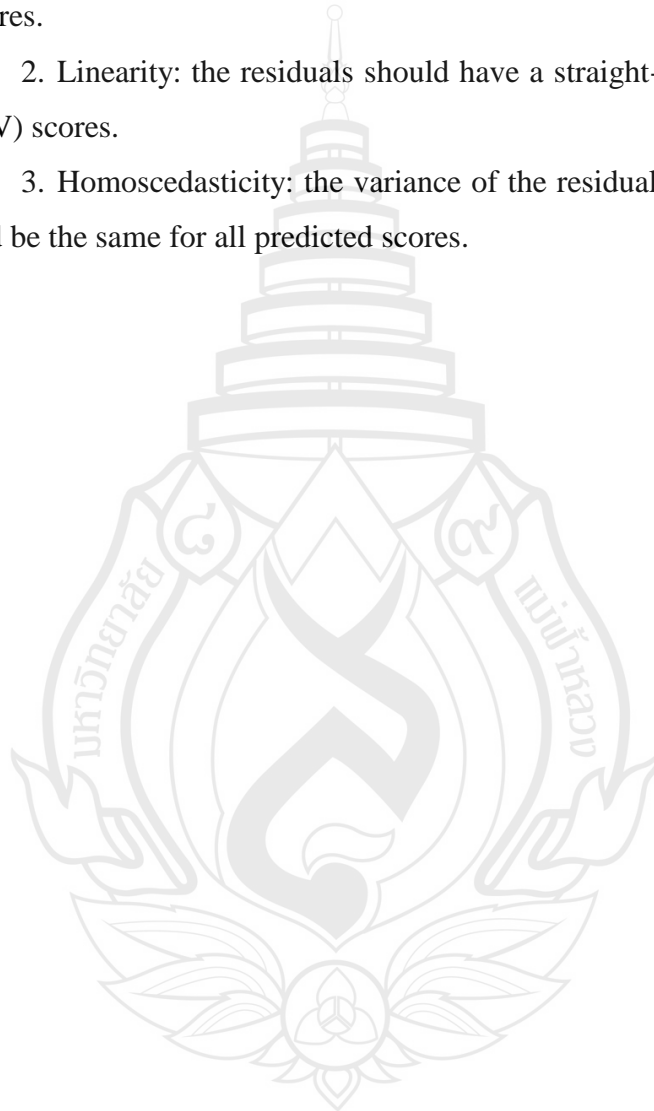 res.
2. Linearity: the residuals should have a straight-
V) scores.
3. Homoscedasticity: the variance of the residual
l be the same for all predicted scores.
๘ ๙
มหาวิทยาลัย
แม่ฟ้าหลวง